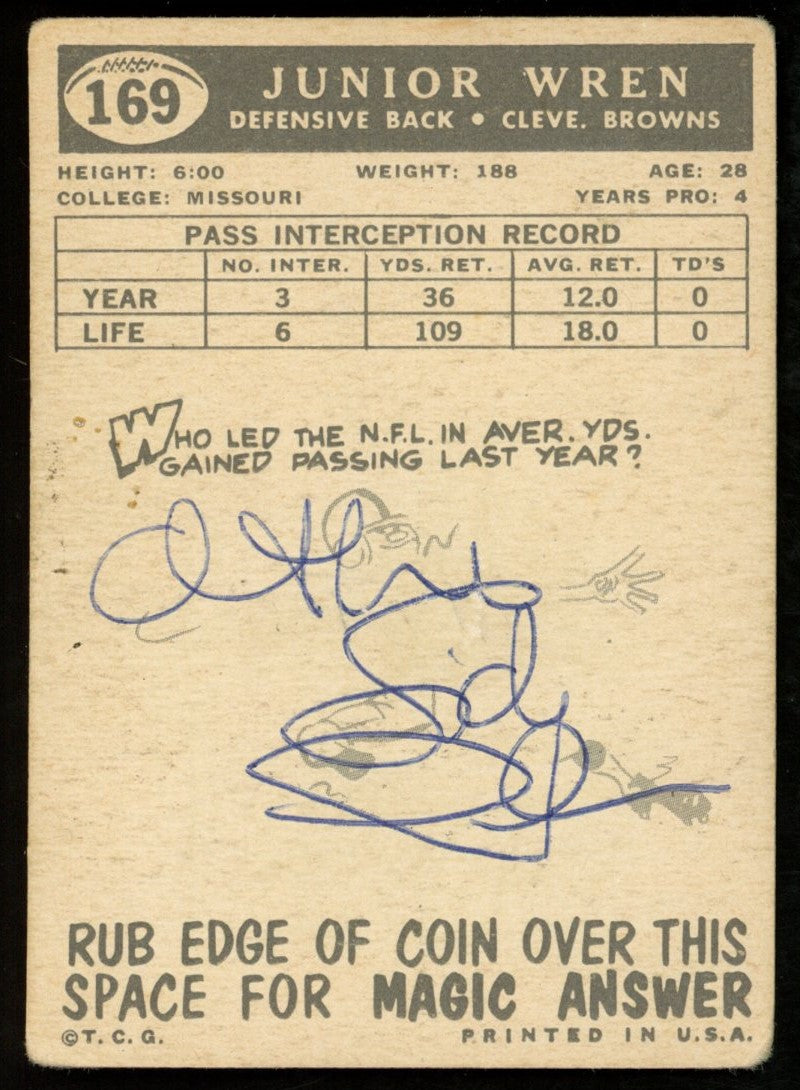 169
JUNIOR WREN
DEFENSIVE BACK • CLEVE. BROWNS
HEIGHT: 6:00 WEIGHT: 188 AGE: 28
COLLEGE: MISSOURI YEARS PRO: 4
PASS INTERCEPTION RECORD
NO. INTER. YDS. RET. AVG. RET. TD'S
YEAR 3 36 12.0 0
LIFE 6 109 18.0 0
WHO LED THE N.F.L. IN AVER. YDS.
GAINED PASSING LAST YEAR?
RUB EDGE OF COIN OVER THIS
SPACE FOR MAGIC ANSWER
©T.C.G. PRINTED IN U.S.A.